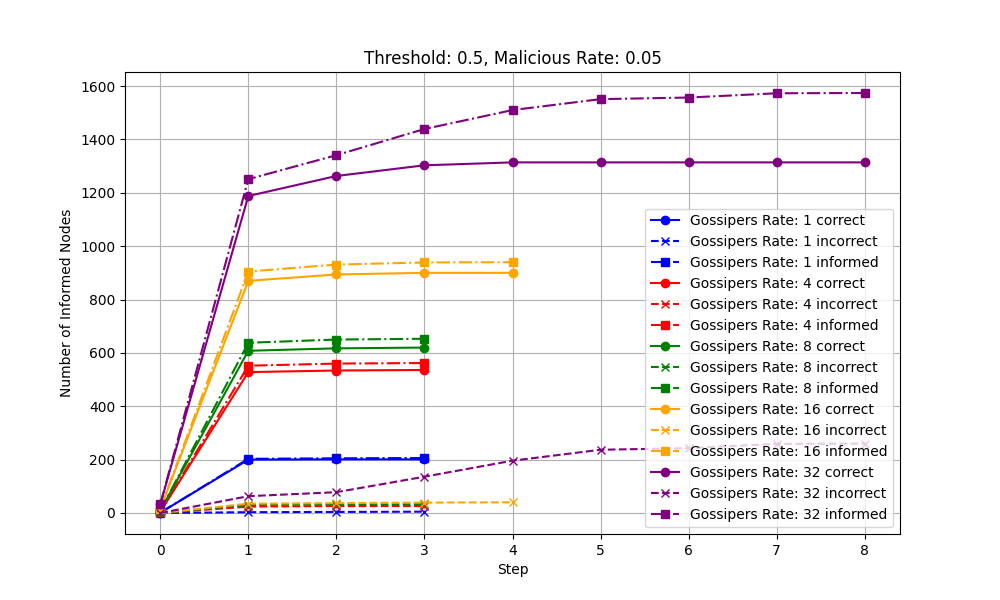 Threshold: 0.5, Malicious Rate: 0.05
1600
1400
1200
1000
800
600
400
200
0
Number of Informed Nodes
Gossipers Rate: 1 correct
Gossipers Rate: 1 incorrect
Gossipers Rate: 1 informed
Gossipers Rate: 4 correct
Gossipers Rate: 4 incorrect
Gossipers Rate: 4 informed
Gossipers Rate: 8 correct
Gossipers Rate: 8 incorrect
Gossipers Rate: 8 informed
Gossipers Rate: 16 correct
Gossipers Rate: 16 incorrect
Gossipers Rate: 16 informed
Gossipers Rate: 32 correct
Gossipers Rate: 32 incorrect
Gossipers Rate: 32 informed
0 1 2 3 4 5 6 7 8
Step